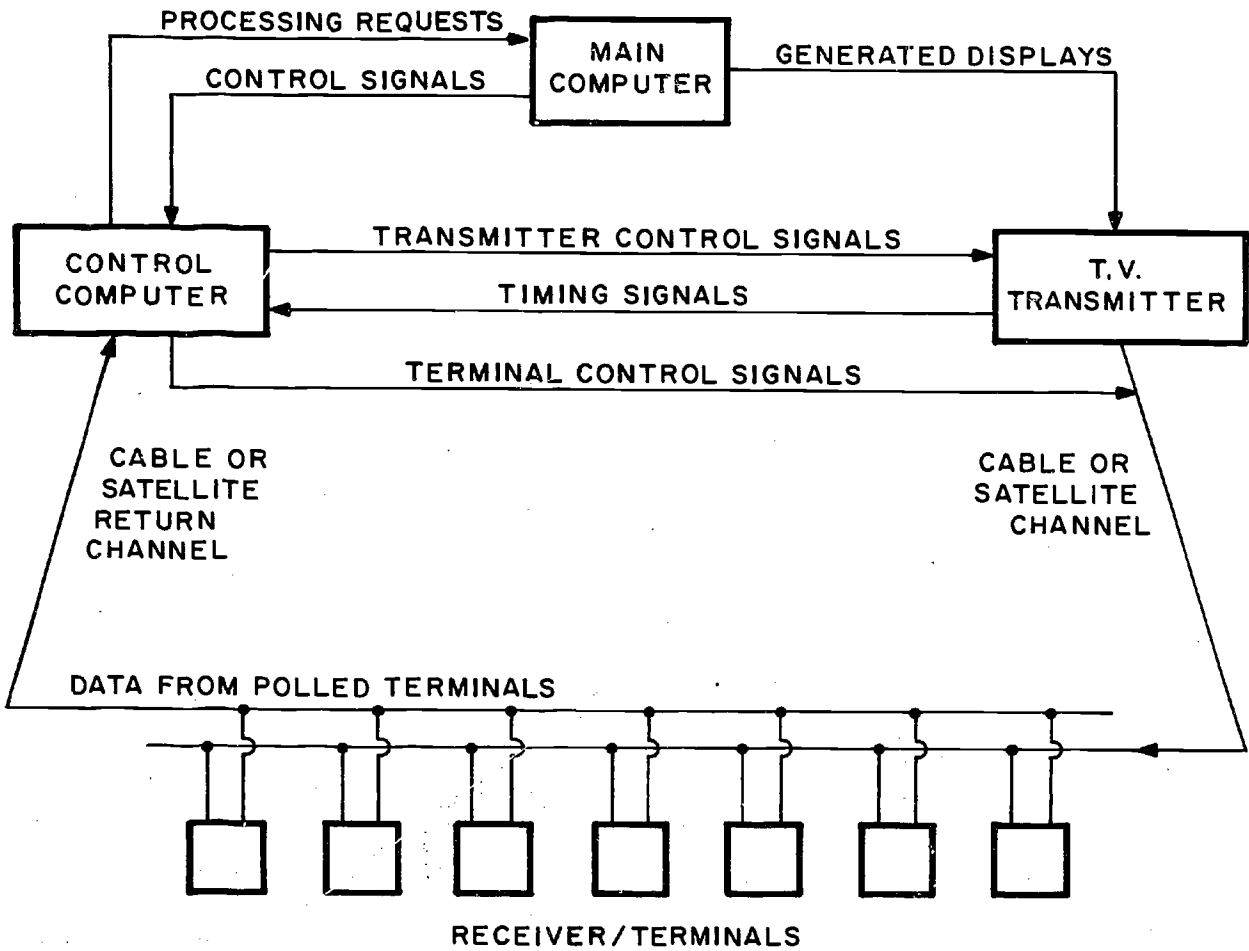 PROCESSING REQUESTS
MAIN
COMPUTER
GENERATED DISPLAYS
CONTROL SIGNALS
CONTROL
COMPUTER
TRANSMITTER CONTROL SIGNALS
T.V.
TRANSMITTER
TIMING SIGNALS
TERMINAL CONTROL SIGNALS
CABLE OR
SATELLITE
RETURN
CHANNEL
CABLE OR
SATELLITE
CHANNEL
DATA FROM POLLED TERMINALS
RECEIVER/TERMINALS